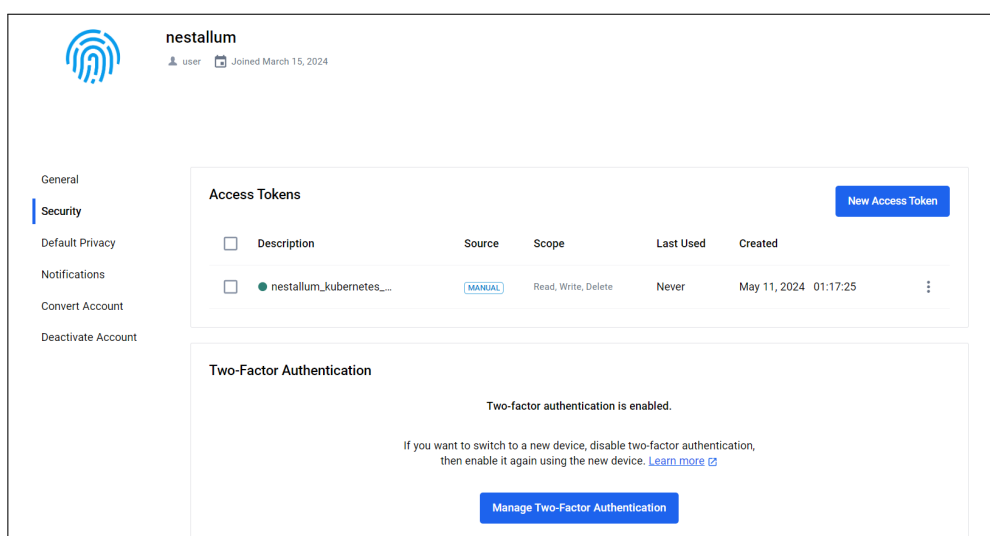 nestallum
user Joined March 15, 2024
General
Security
Default Privacy
Notifications
Convert Account
Deactivate Account
Access Tokens
New Access Token
Description Source Scope Last Used Created
nestallum_kubernetes_... MANUAL Read, Write, Delete Never May 11, 2024 01:17:25
Two-Factor Authentication
Two-factor authentication is enabled.
If you want to switch to a new device, disable two-factor authentication,
then enable it again using the new device. Learn more
Manage Two-Factor Authentication